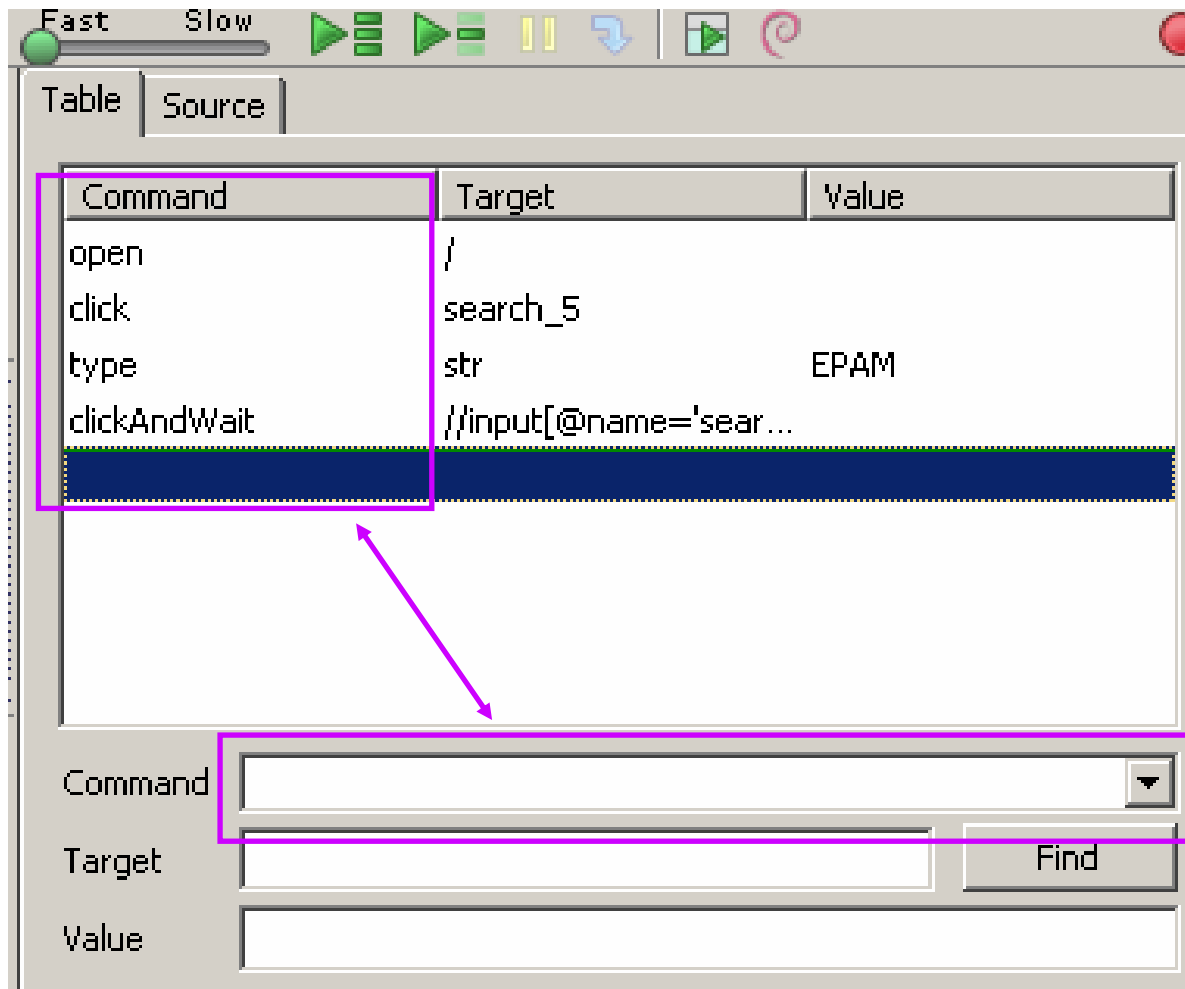 Fast Slow
Table Source
Command Target Value
open /
click search_5
type str EPAM
clickAndWait //input[@name='sear...
Command
Target Find
Value